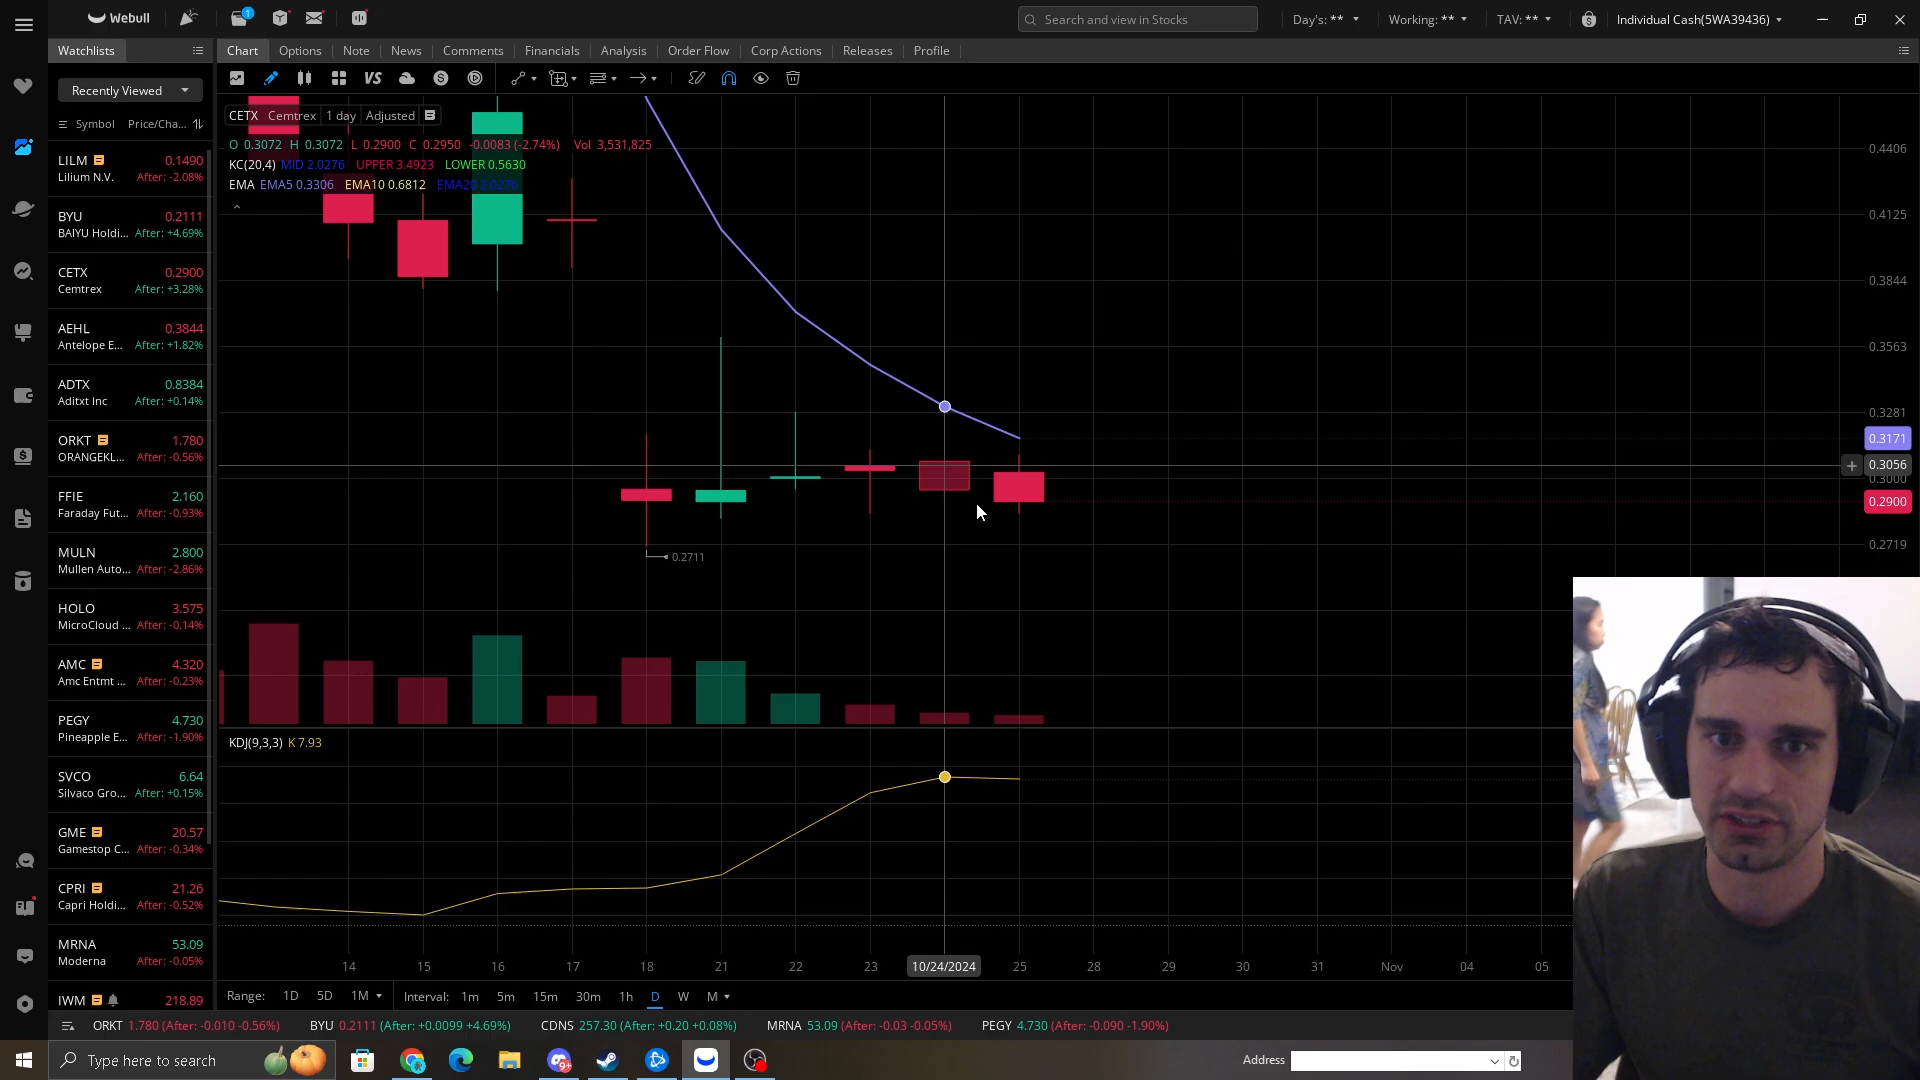 Webull
1
Search and view in Stocks
Day's: **
Working: **
TAV: **
Individual Cash(5WA39436)
Watchlists
Chart
Options
Note
News
Comments
Financials
Analysis
Order Flow
Corp Actions
Releases
Profile
Recently Viewed
VS
Symbol Price/Cha...
LILM 0.1490
Lilium N.V. After: -2.08%
BYU 0.2111
BAIYU Holdi... After: +4.69%
CETX 0.2900
Cemtrex After: +3.28%
AEHL 0.3844
Antelope E... After: +1.82%
ADTX 0.8384
Aditxt Inc After: +0.14%
ORKT 1.780
ORANGEKL... After: -0.56%
FFIE 2.160
Faraday Fut... After: -0.93%
MULN 2.800
Mullen Auto... After: -2.86%
HOLO 3.575
MicroCloud ... After: -0.14%
AMC 4.320
Amc Entmt ... After: -0.23%
PEGY 4.730
Pineapple E... After: -1.90%
SVCO 6.64
Silvaco Gro... After: +0.15%
GME 20.57
Gamestop C... After: -0.34%
CPRI 21.26
Capri Holdi... After: -0.52%
MRNA 53.09
Moderna After: -0.05%
IWM 218.89
CETX Cemtrex 1 day Adjusted
O 0.3072 H 0.3072 L 0.2900 C 0.2950 -0.0083 (-2.74%) Vol 3,531,825
KC(20,4) MID 2.0276 UPPER 3.4923 LOWER 0.5630
EMA EMA5 0.3306 EMA10 0.6812 EMA20 2.0276
0.2711
0.4406
0.4125
0.3844
0.3563
0.3281
0.3171
0.3056
0.3000
0.2900
0.2719
KDJ(9,3,3) K 7.93
14 15 16 17 18 21 22 23 10/24/2024 25 28 29 30 31 Nov 04 05
Range: 1D 5D 1M Interval: 1m 5m 15m 30m 1h D W M
ORKT 1.780 (After: -0.010 -0.56%) BYU 0.2111 (After: +0.0099 +4.69%) CDNS 257.30 (After: +0.20 +0.08%) MRNA 53.09 (After: -0.03 -0.05%) PEGY 4.730 (After: -0.090 -1.90%)
Type here to search
9+
Address